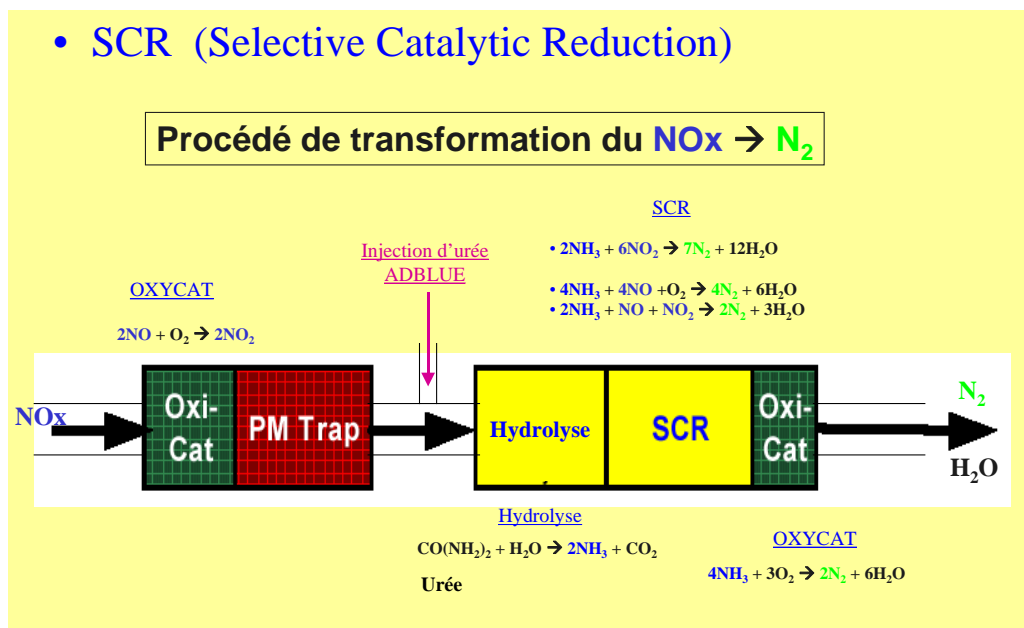 • SCR (Selective Catalytic Reduction)
Procédé de transformation du NOx → N₂
SCR
• 2NH₃ + 6NO₂ → 7N₂ + 12H₂O
• 4NH₃ + 4NO +O₂ → 4N₂ + 6H₂O
• 2NH₃ + NO + NO₂ → 2N₂ + 3H₂O
Injection d'urée
ADBLUE
OXYCAT
2NO + O₂ → 2NO₂
NOx
Oxi-
Cat
PM Trap
Hydrolyse
SCR
Oxi-
Cat
N₂
H₂O
Hydrolyse
CO(NH₂)₂ + H₂O → 2NH₃ + CO₂
Urée
OXYCAT
4NH₃ + 3O₂ → 2N₂ + 6H₂O